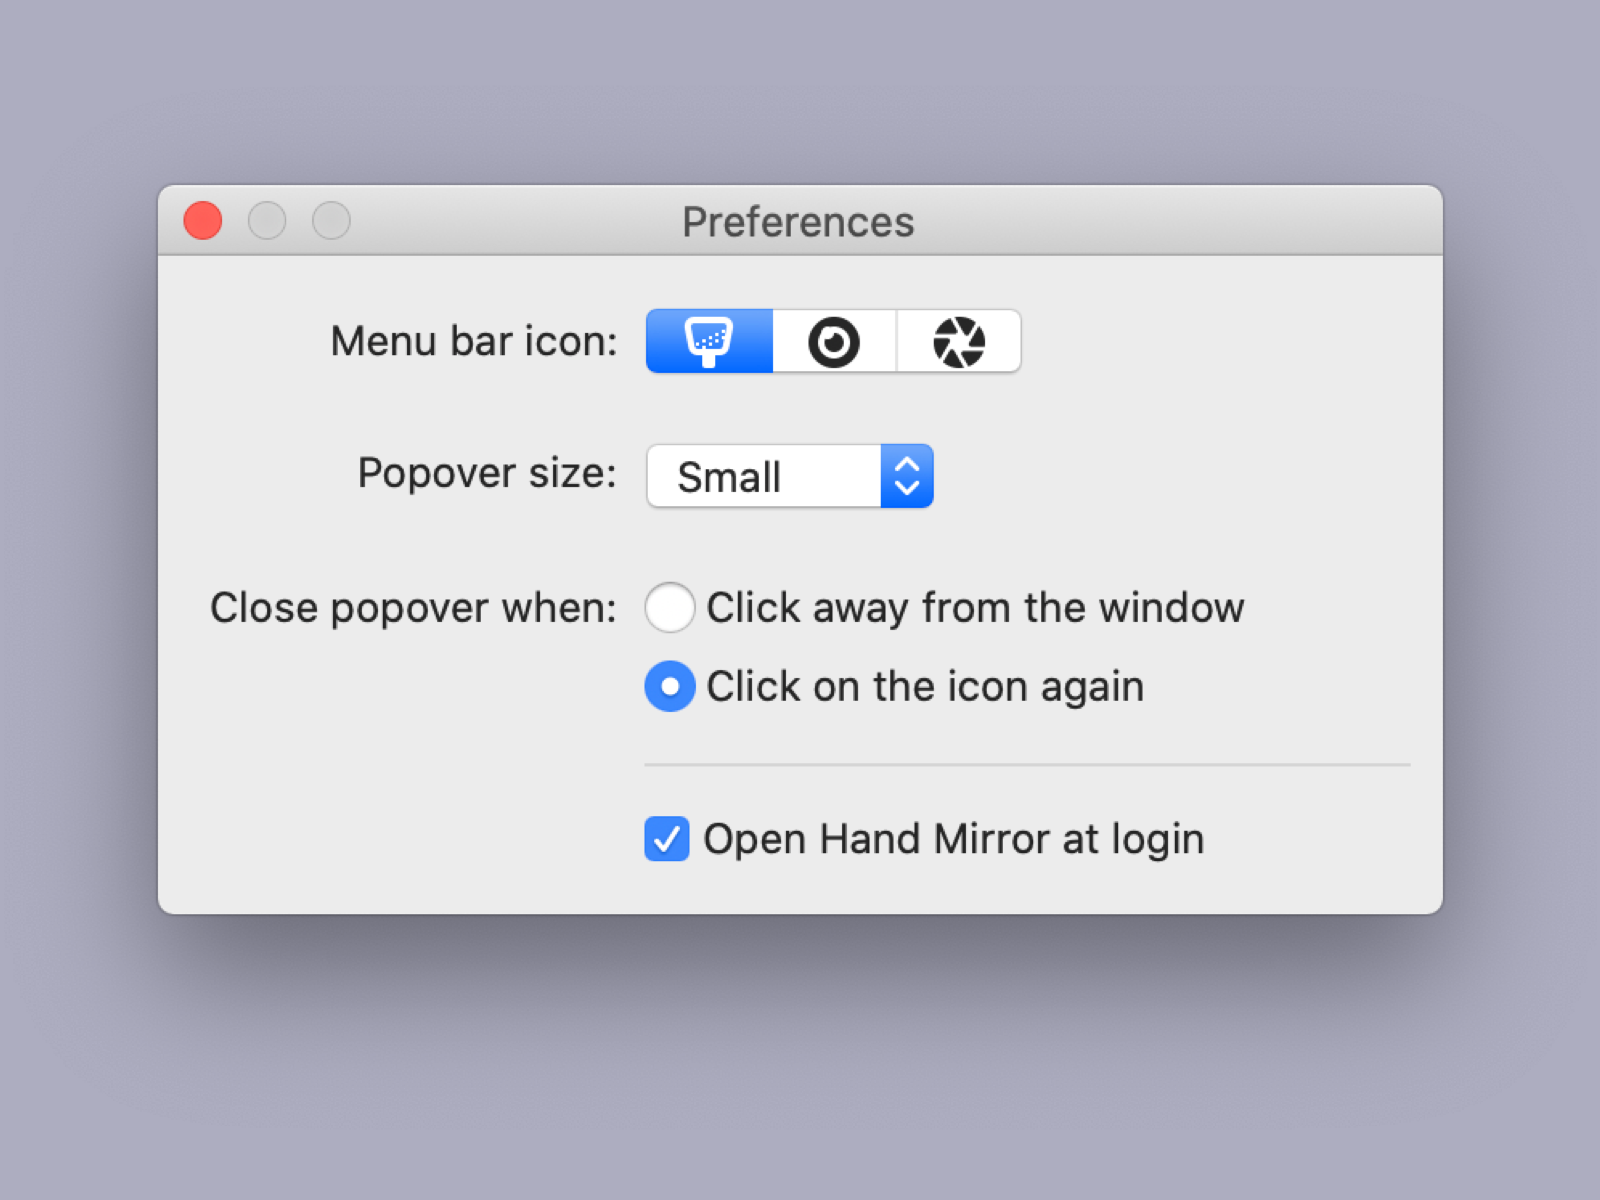 Preferences
Menu bar icon:
Popover size: Small
Close popover when: Click away from the window
Click on the icon again
Open Hand Mirror at login